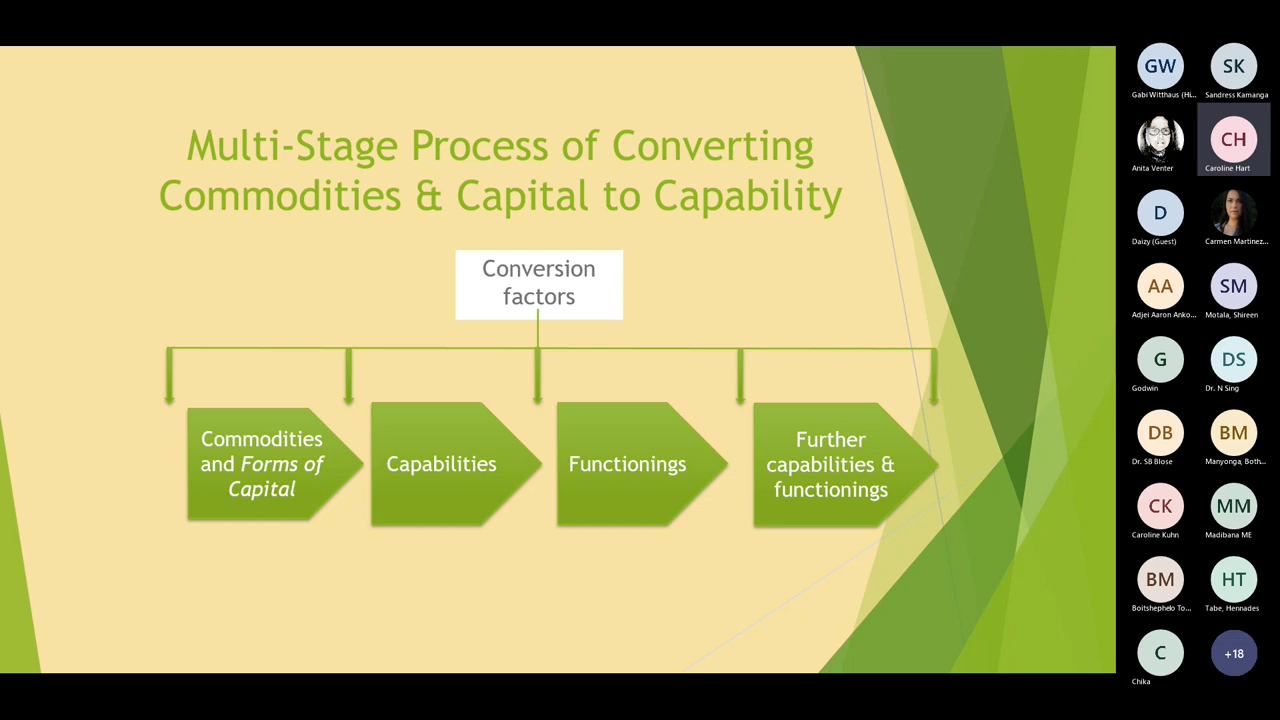 Multi-Stage Process of Converting
Commodities & Capital to Capability
Conversion
factors
Commodities
and Forms of
Capital
Capabilities
Functionings
Further
capabilities &
functionings
GW
Gabi Witthaus (Hi...
SK
Sandress Kamanga
Anita Venter
CH
Caroline Hart
D
Daizy (Guest)
Carmen Martinez...
AA
Adjei Aaron Anko...
SM
Motala, Shireen
G
Godwin
DS
Dr. N Sing
DB
Dr. SB Blose
BM
Manyonga, Both...
CK
Caroline Kuhn
MM
Madibana ME
BM
Boitshephelo To...
HT
Tabe, Hennades
C
Chika
+18